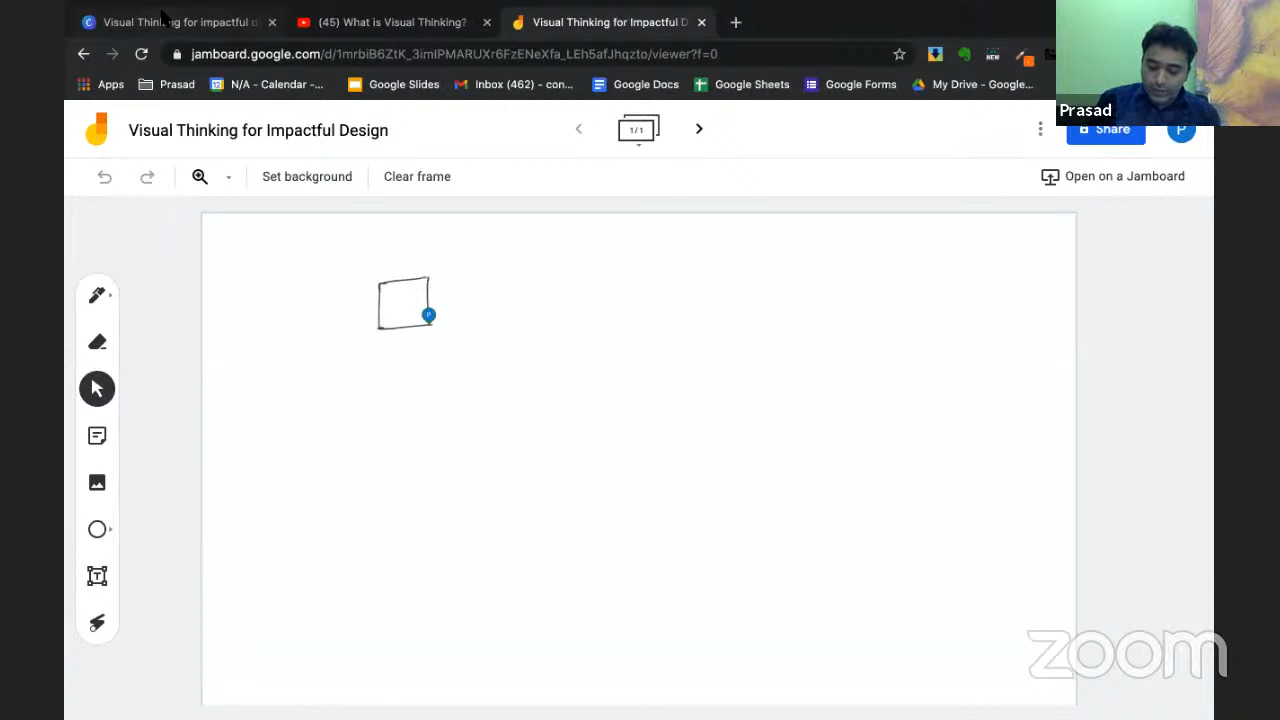 Visual Thinking for impactful d
(45) What is Visual Thinking?
Visual Thinking for Impactful D
jamboard.google.com/d/1mrbiB6ZtK_3imIPMARUXr6FzENeXfa_LEh5afJhqzto/viewer?f=0
NEW
Apps
Prasad
N/A - Calendar -...
Google Slides
Inbox (462) - con...
Google Docs
Google Sheets
Google Forms
My Drive - Google...
Prasad
Visual Thinking for Impactful Design
1/1
Share
P
Set background
Clear frame
Open on a Jamboard
P
T
zoom